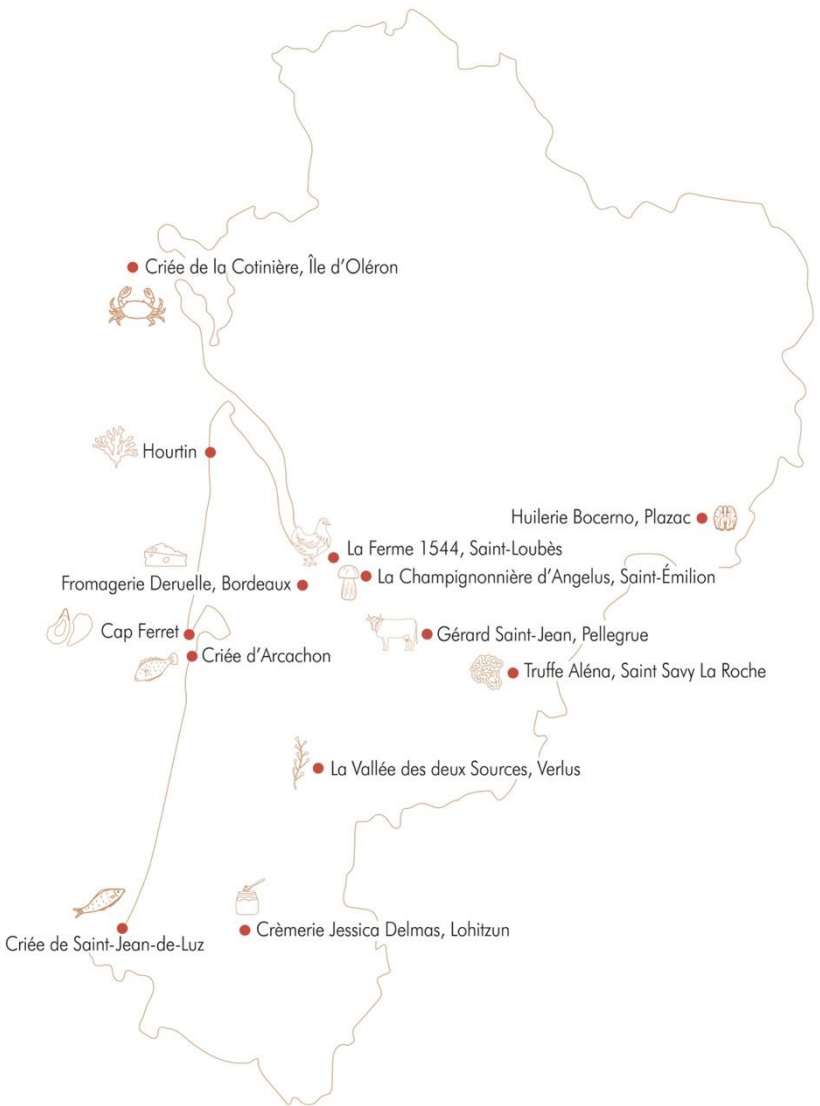 Criée de la Cotinière, Île d'Oléron
Hourtin
Huilerie Bocerno, Plazac
La Ferme 1544, Saint-Loubès
La Champignonnière d'Angelus, Saint-Émilion
Fromagerie Deruelle, Bordeaux
Cap Ferret
Gérard Saint-Jean, Pellegrue
Criée d'Arcachon
Truffe Aléna, Saint Savy La Roche
La Vallée des deux Sources, Verlus
Crèmerie Jessica Delmas, Lohitzun
Criée de Saint-Jean-de-Luz